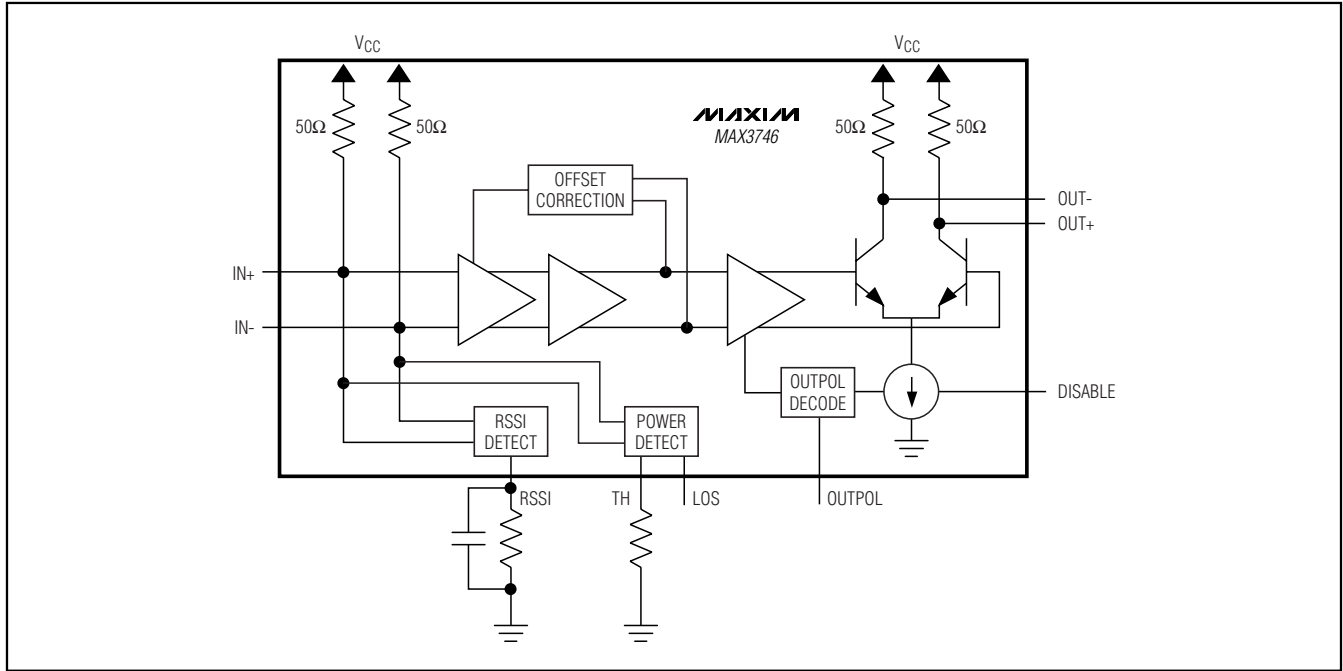 VCC
VCC
50Ω
50Ω
MAXIM
MAX3746
50Ω
50Ω
OFFSET
CORRECTION
OUT-
OUT+
IN+
IN-
OUTPOL
DECODE
DISABLE
RSSI
DETECT
POWER
DETECT
RSSI
TH
LOS
OUTPOL